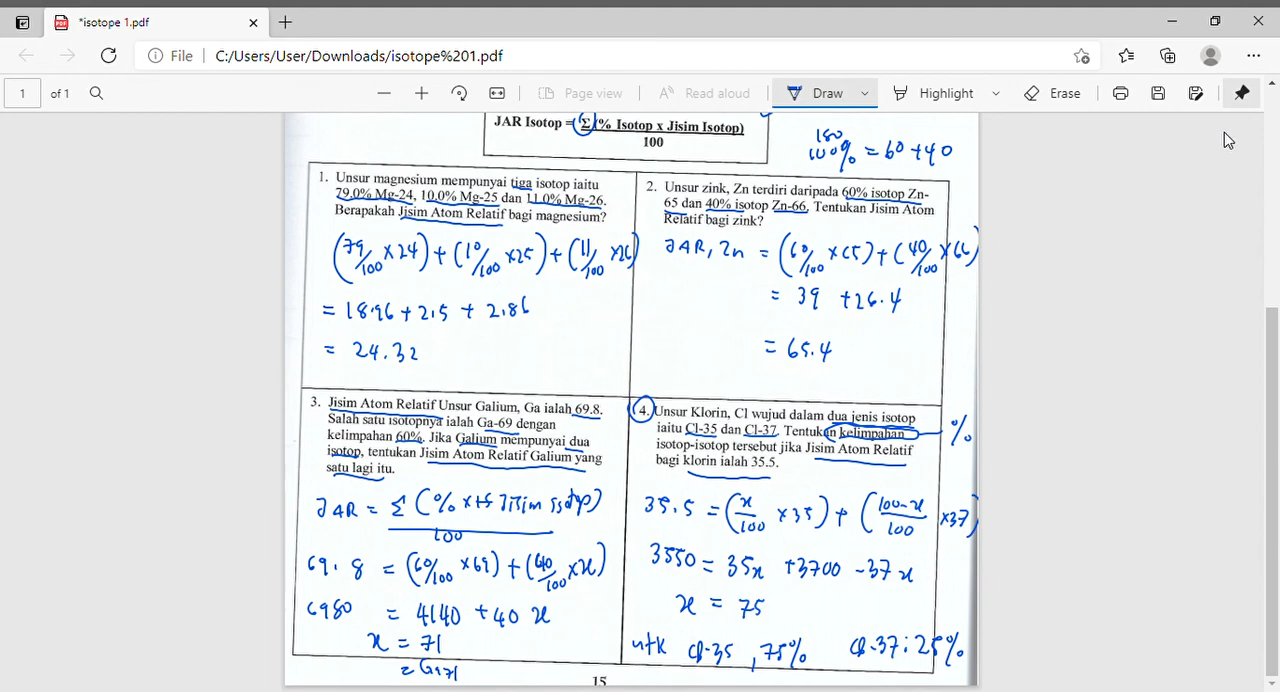 *isotope 1.pdf
File
C:/Users/User/Downloads/isotope%201.pdf
1 of 1
Page view
Read aloud
Draw
Highlight
Erase
JAR Isotop = Σ (% Isotop x Jisim Isotop)
100
180
100% = 60 + 40
1. Unsur magnesium mempunyai tiga isotop iaitu
79.0% Mg-24, 10.0% Mg-25 dan 11.0% Mg-26.
Berapakah Jisim Atom Relatif bagi magnesium?
(79/100 x 24) + (10/100 x 25) + (11/100 x 26)
= 18.96 + 2.5 + 2.86
= 24.32
2. Unsur zink, Zn terdiri daripada 60% isotop Zn-
65 dan 40% isotop Zn-66. Tentukan Jisim Atom
Relatif bagi zink?
JAR, Zn = (60/100 x 65) + (40/100 x 66)
= 39 + 26.4
= 65.4
3. Jisim Atom Relatif Unsur Galium, Ga ialah 69.8.
Salah satu isotopnya ialah Ga-69 dengan
kelimpahan 60%. Jika Galium mempunyai dua
isotop, tentukan Jisim Atom Relatif Galium yang
satu lagi itu.
JAR = Σ (% Jisim isotop)
100
69.8 = (60/100 x 69) + (40/100 x x)
6980 = 4140 + 40 x
x = 71
= Ga 71
4. Unsur Klorin, Cl wujud dalam dua jenis isotop
iaitu Cl-35 dan Cl-37. Tentukan kelimpahan
%
isotop-isotop tersebut jika Jisim Atom Relatif
bagi klorin ialah 35.5.
35.5 = (x/100 x 35) + (100-x/100 x 37)
3550 = 35x + 3700 - 37x
x = 75
utk Cl-35, 75% Cl-37 : 25%
15